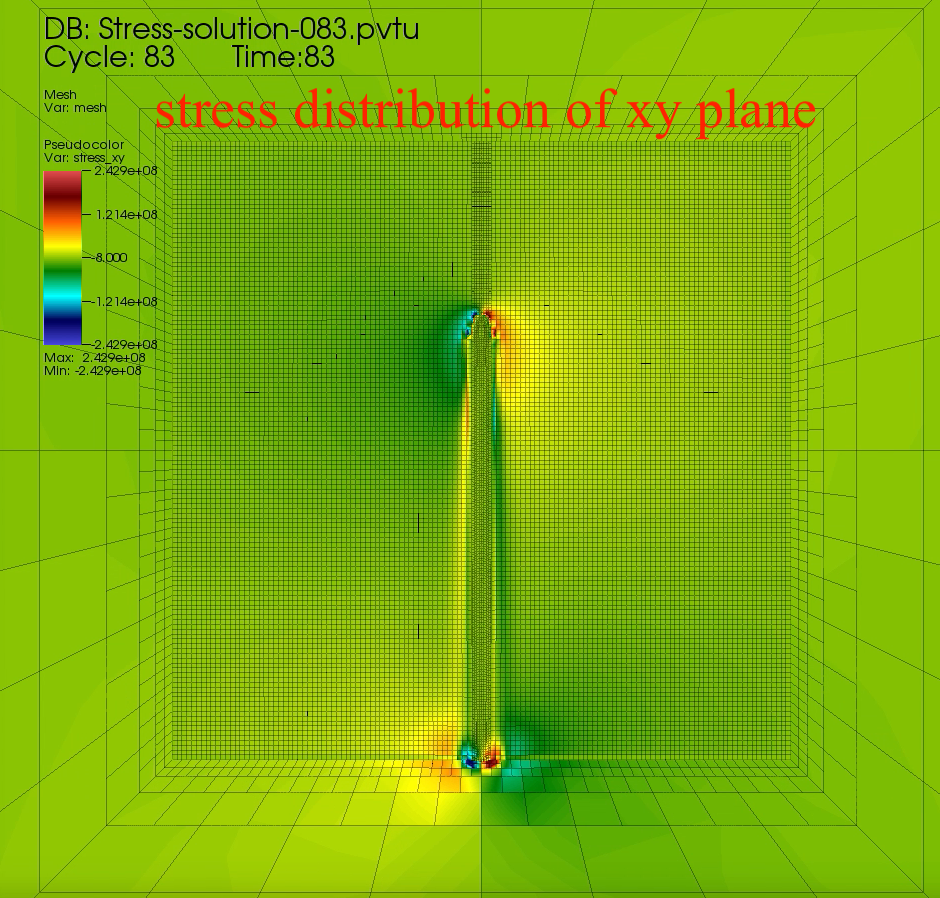 DB: Stress-solution-083.pvtu
Cycle: 83 Time:83
Mesh
Var: mesh
stress distribution of xy plane
Pseudocolor
Var: stress_xy
2.429e+08
1.214e+08
-8.000
-1.214e+08
-2.429e+08
Max: 2.429e+08
Min: -2.429e+08